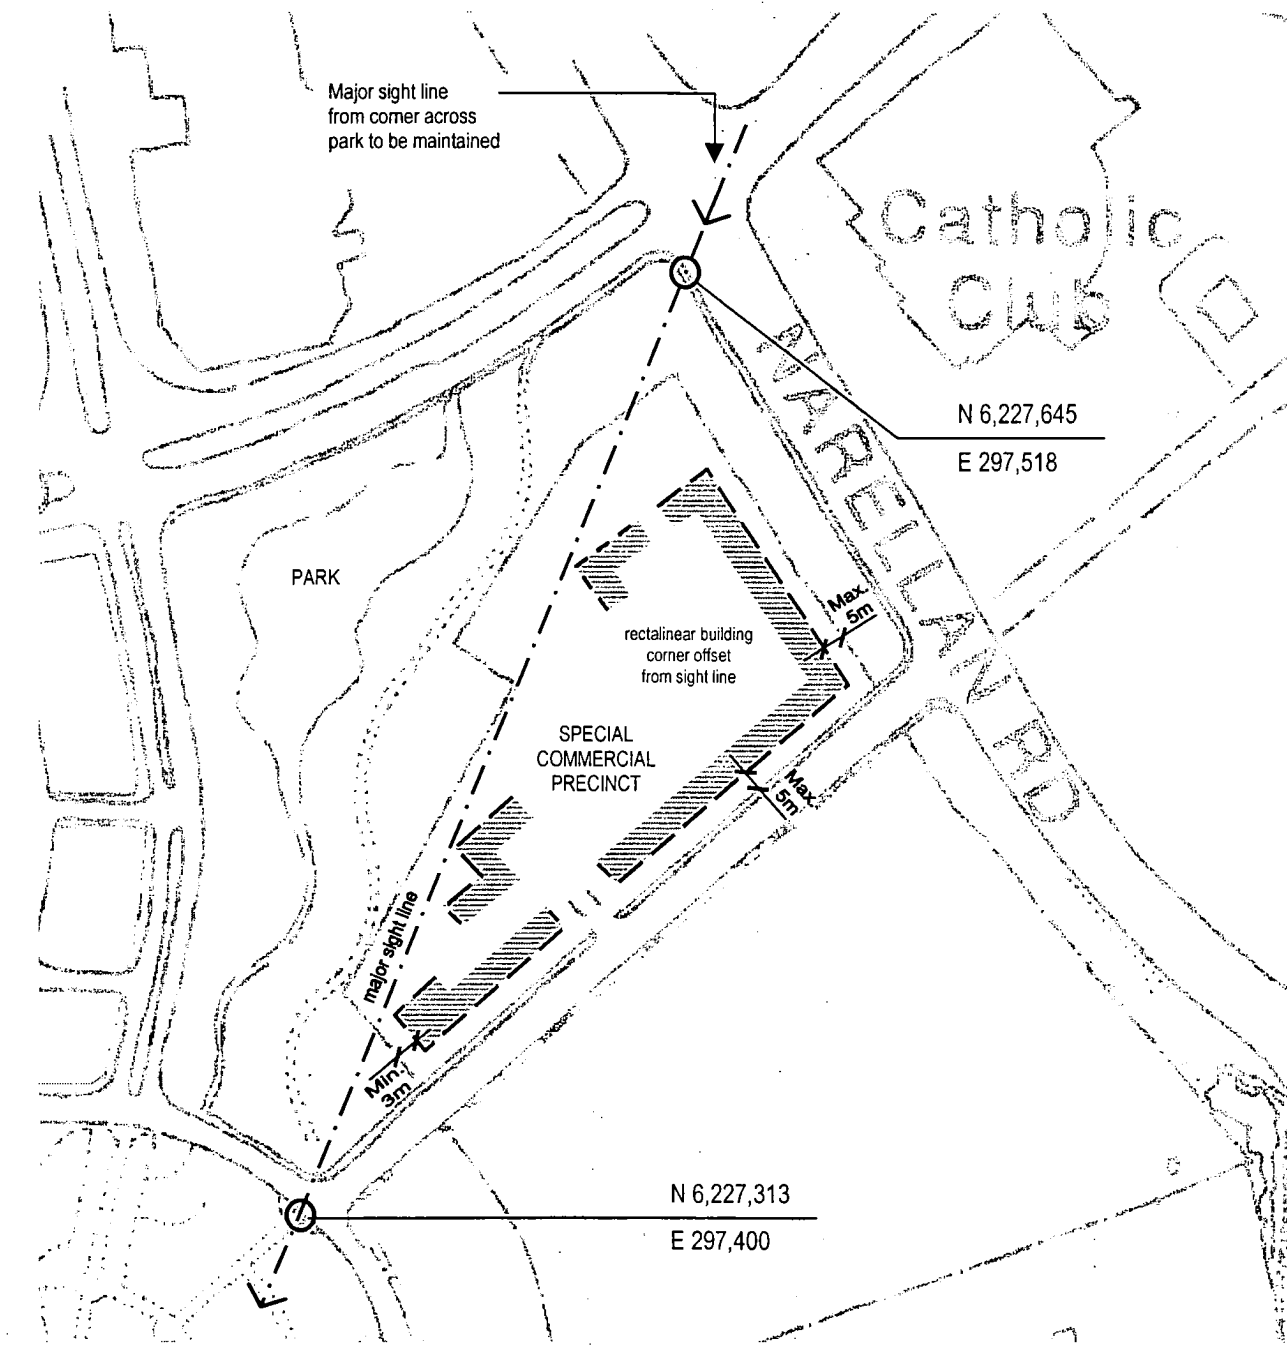 Major sight line
from corner across
park to be maintained
Catholic
Club
N 6,227,645
E 297,518
NARELLAN RD
PARK
Max.
5m
rectalinear building
corner offset
from sight line
SPECIAL
COMMERCIAL
PRECINCT
Max.
5m
major sight line
Min.
3m
N 6,227,313
E 297,400